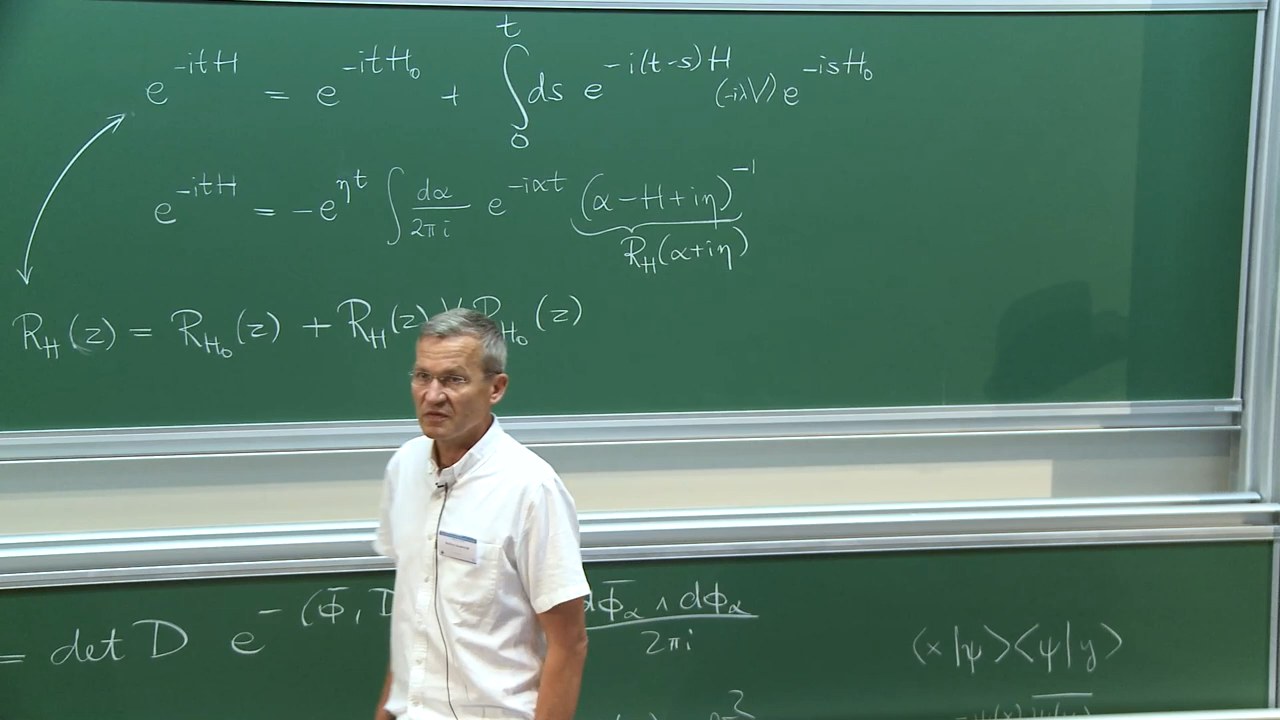 e^{-itH} = e^{-itH_0} + ∫_0^t ds e^{-i(t-s)H} (-iλV) e^{-isH_0}
e^{-itH} = -e^{ηt} ∫ dα/2πi e^{-iαt} (α-H+iη)^{-1}
R_H(α+iη)
R_H(z) = R_{H_0}(z) + R_H(z) V R_{H_0}(z)
= det D e^{-(Φ̄, D dΦ̄_α ∧ dΦ_α / 2πi
⟨x|ψ⟩⟨ψ|y⟩